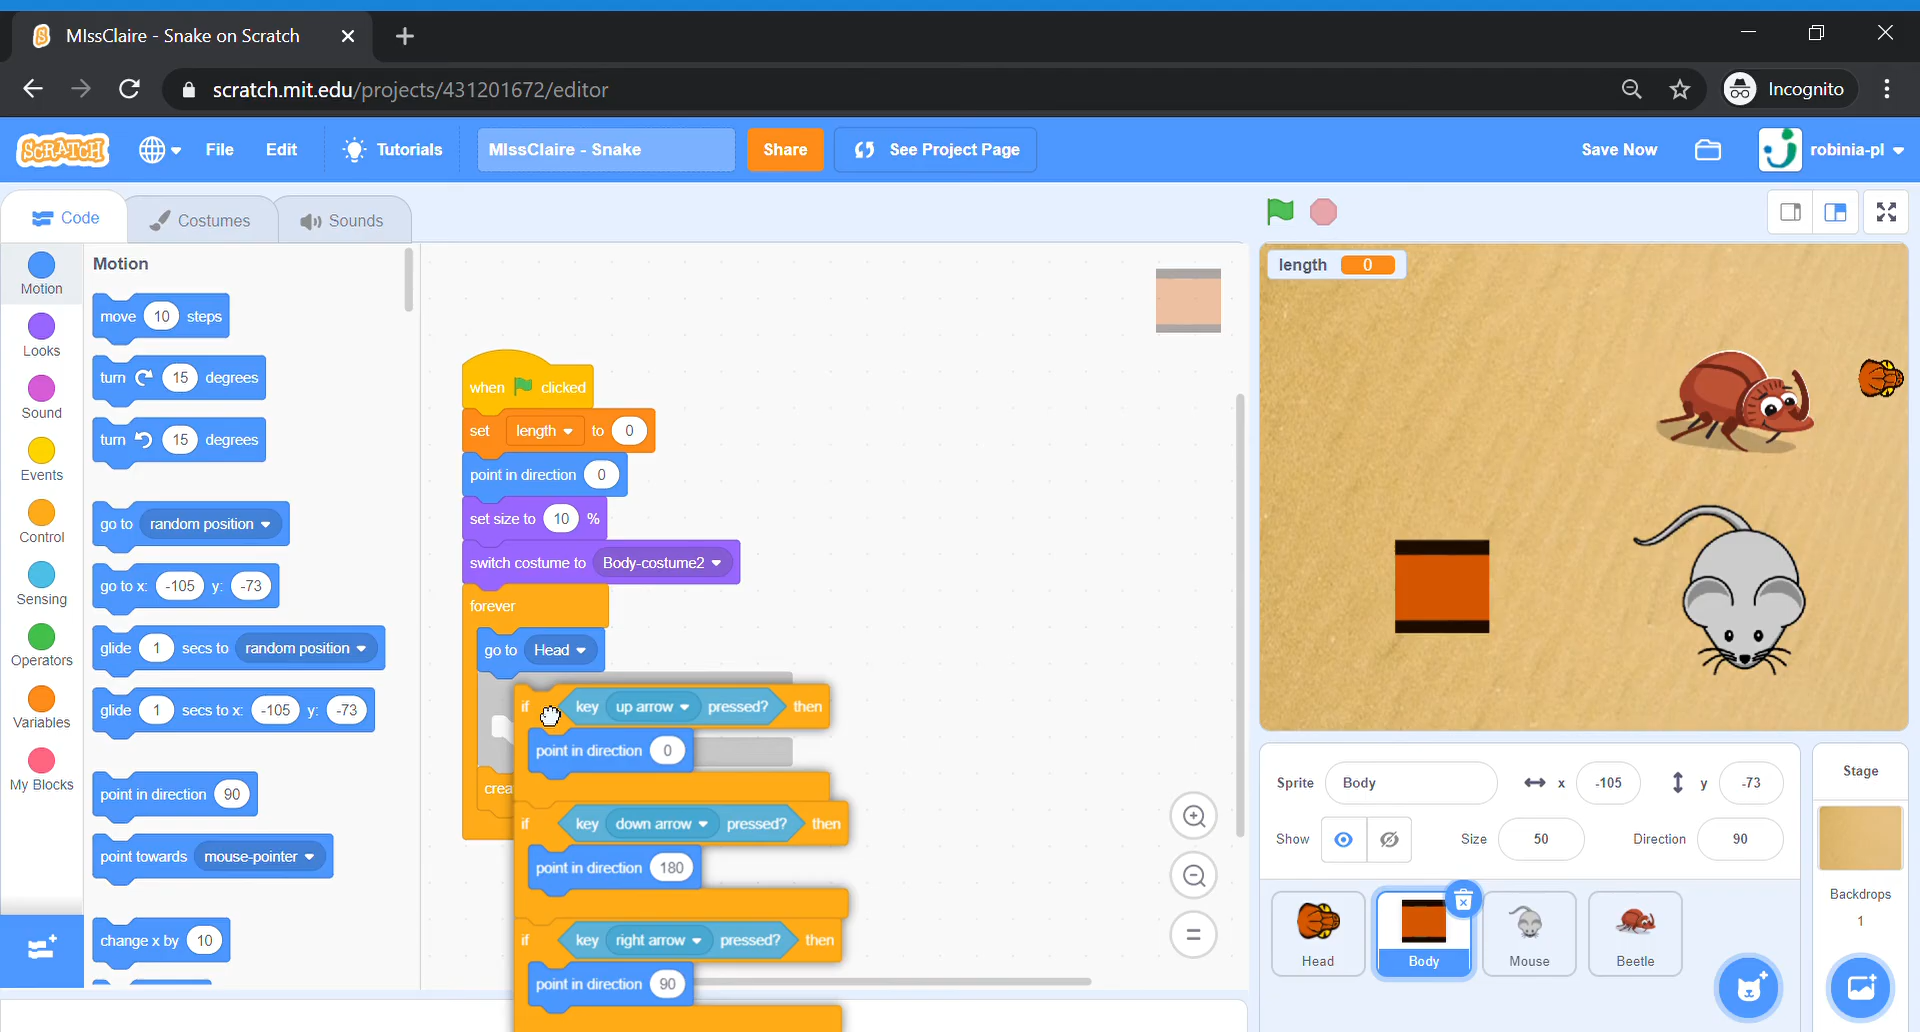 MIssClaire - Snake on Scratch
scratch.mit.edu/projects/431201672/editor
Incognito
SCRATCH
File
Edit
Tutorials
MIssClaire - Snake
Share
See Project Page
Save Now
robinia-pl
Code
Costumes
Sounds
Motion
Looks
Sound
Events
Control
Sensing
Operators
Variables
My Blocks
Motion
move 10 steps
turn 15 degrees
turn 15 degrees
go to random position
go to x: -105 y: -73
glide 1 secs to random position
glide 1 secs to x: -105 y: -73
point in direction 90
point towards mouse-pointer
change x by 10
when clicked
set length to 0
point in direction 0
set size to 10 %
switch costume to Body-costume2
forever
go to Head
if key up arrow pressed? then
point in direction 0
crea
if key down arrow pressed? then
point in direction 180
if key right arrow pressed? then
point in direction 90
length 0
Sprite Body x -105 y -73
Show Size 50 Direction 90
Head
Body
Mouse
Beetle
Stage
Backdrops
1